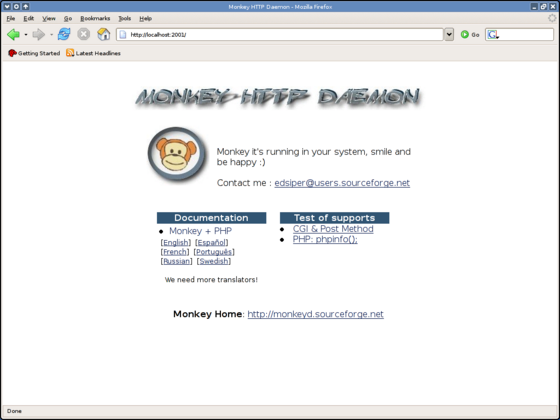 Monkey HTTP Daemon - Mozilla Firefox
File Edit View Go Bookmarks Tools Help
http://localhost:2001/ Go
Getting Started Latest Headlines
MONKEY HTTP DAEMON
Monkey it's running in your system, smile and
be happy :)
Contact me : edsiper@users.sourceforge.net
Documentation
Monkey + PHP
[English] [Español]
[French] [Português]
[Russian] [Swedish]
We need more translators!
Test of supports
CGI & Post Method
PHP: phpinfo();
Monkey Home: http://monkeyd.sourceforge.net
Done